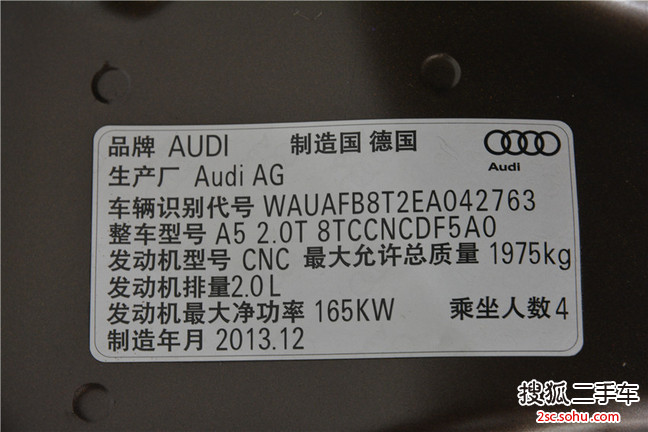 品牌 AUDI 制造国 德国
Audi
生产厂 Audi AG
车辆识别代号 WAUAFB8T2EA042763
整车型号 A5 2.0T 8TCCNCDF5A0
发动机型号 CNC 最大允许总质量 1975kg
发动机排量2.0L
发动机最大净功率 165KW 乘坐人数4
制造年月 2013.12
搜狐二手车
2sc.sohu.com